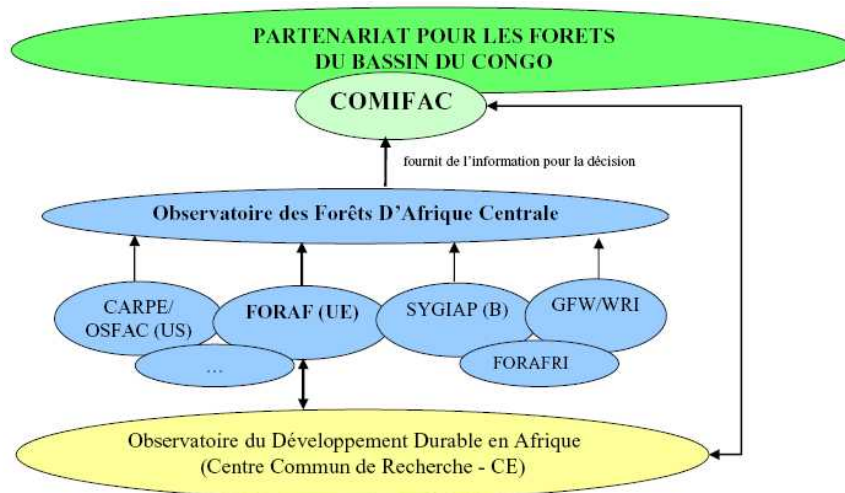 PARTENARIAT POUR LES FORETS
DU BASSIN DU CONGO
COMIFAC
fournit de l'information pour la décision
Observatoire des Forêts D'Afrique Centrale
CARPE/
OSFAC (US)
FORAF (UE)
SYGIAP (B)
GFW/WRI
…
FORAFRI
Observatoire du Développement Durable en Afrique
(Centre Commun de Recherche - CE)